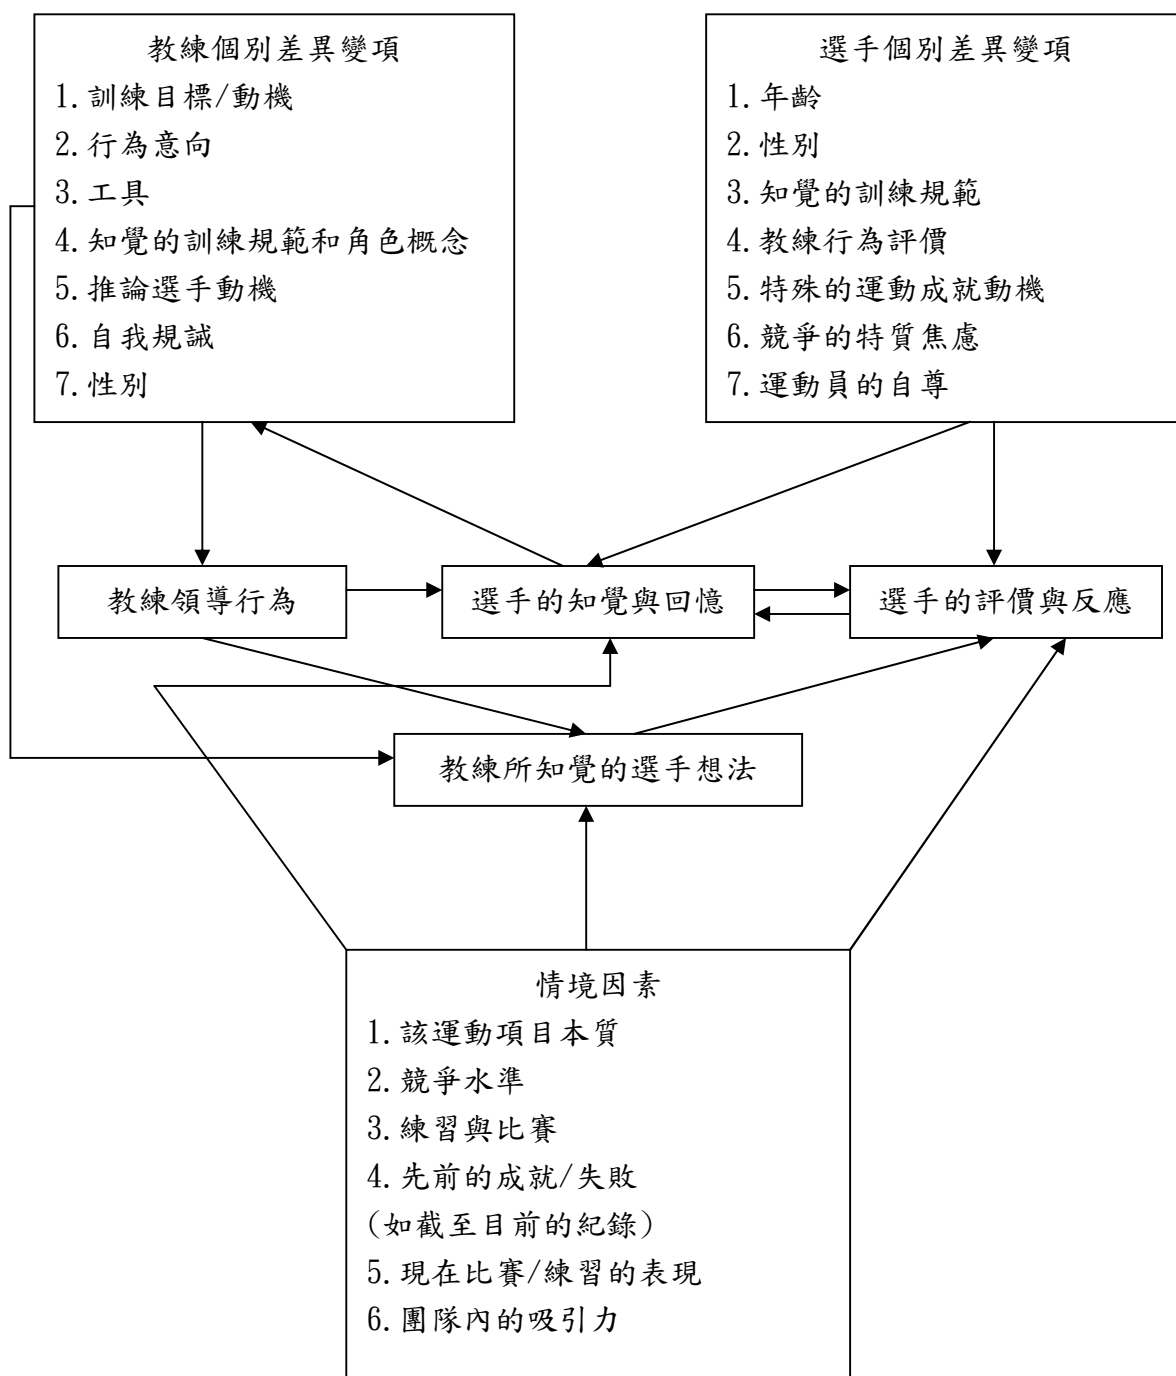 教練個別差異變項
1.訓練目標/動機
2.行為意向
3.工具
4.知覺的訓練規範和角色概念
5.推論選手動機
6.自我規誡
7.性別
選手個別差異變項
1.年齡
2.性別
3.知覺的訓練規範
4.教練行為評價
5.特殊的運動成就動機
6.競爭的特質焦慮
7.運動員的自尊
教練領導行為
選手的知覺與回憶
選手的評價與反應
教練所知覺的選手想法
情境因素
1.該運動項目本質
2.競爭水準
3.練習與比賽
4.先前的成就/失敗
(如截至目前的紀錄)
5.現在比賽/練習的表現
6.團隊內的吸引力